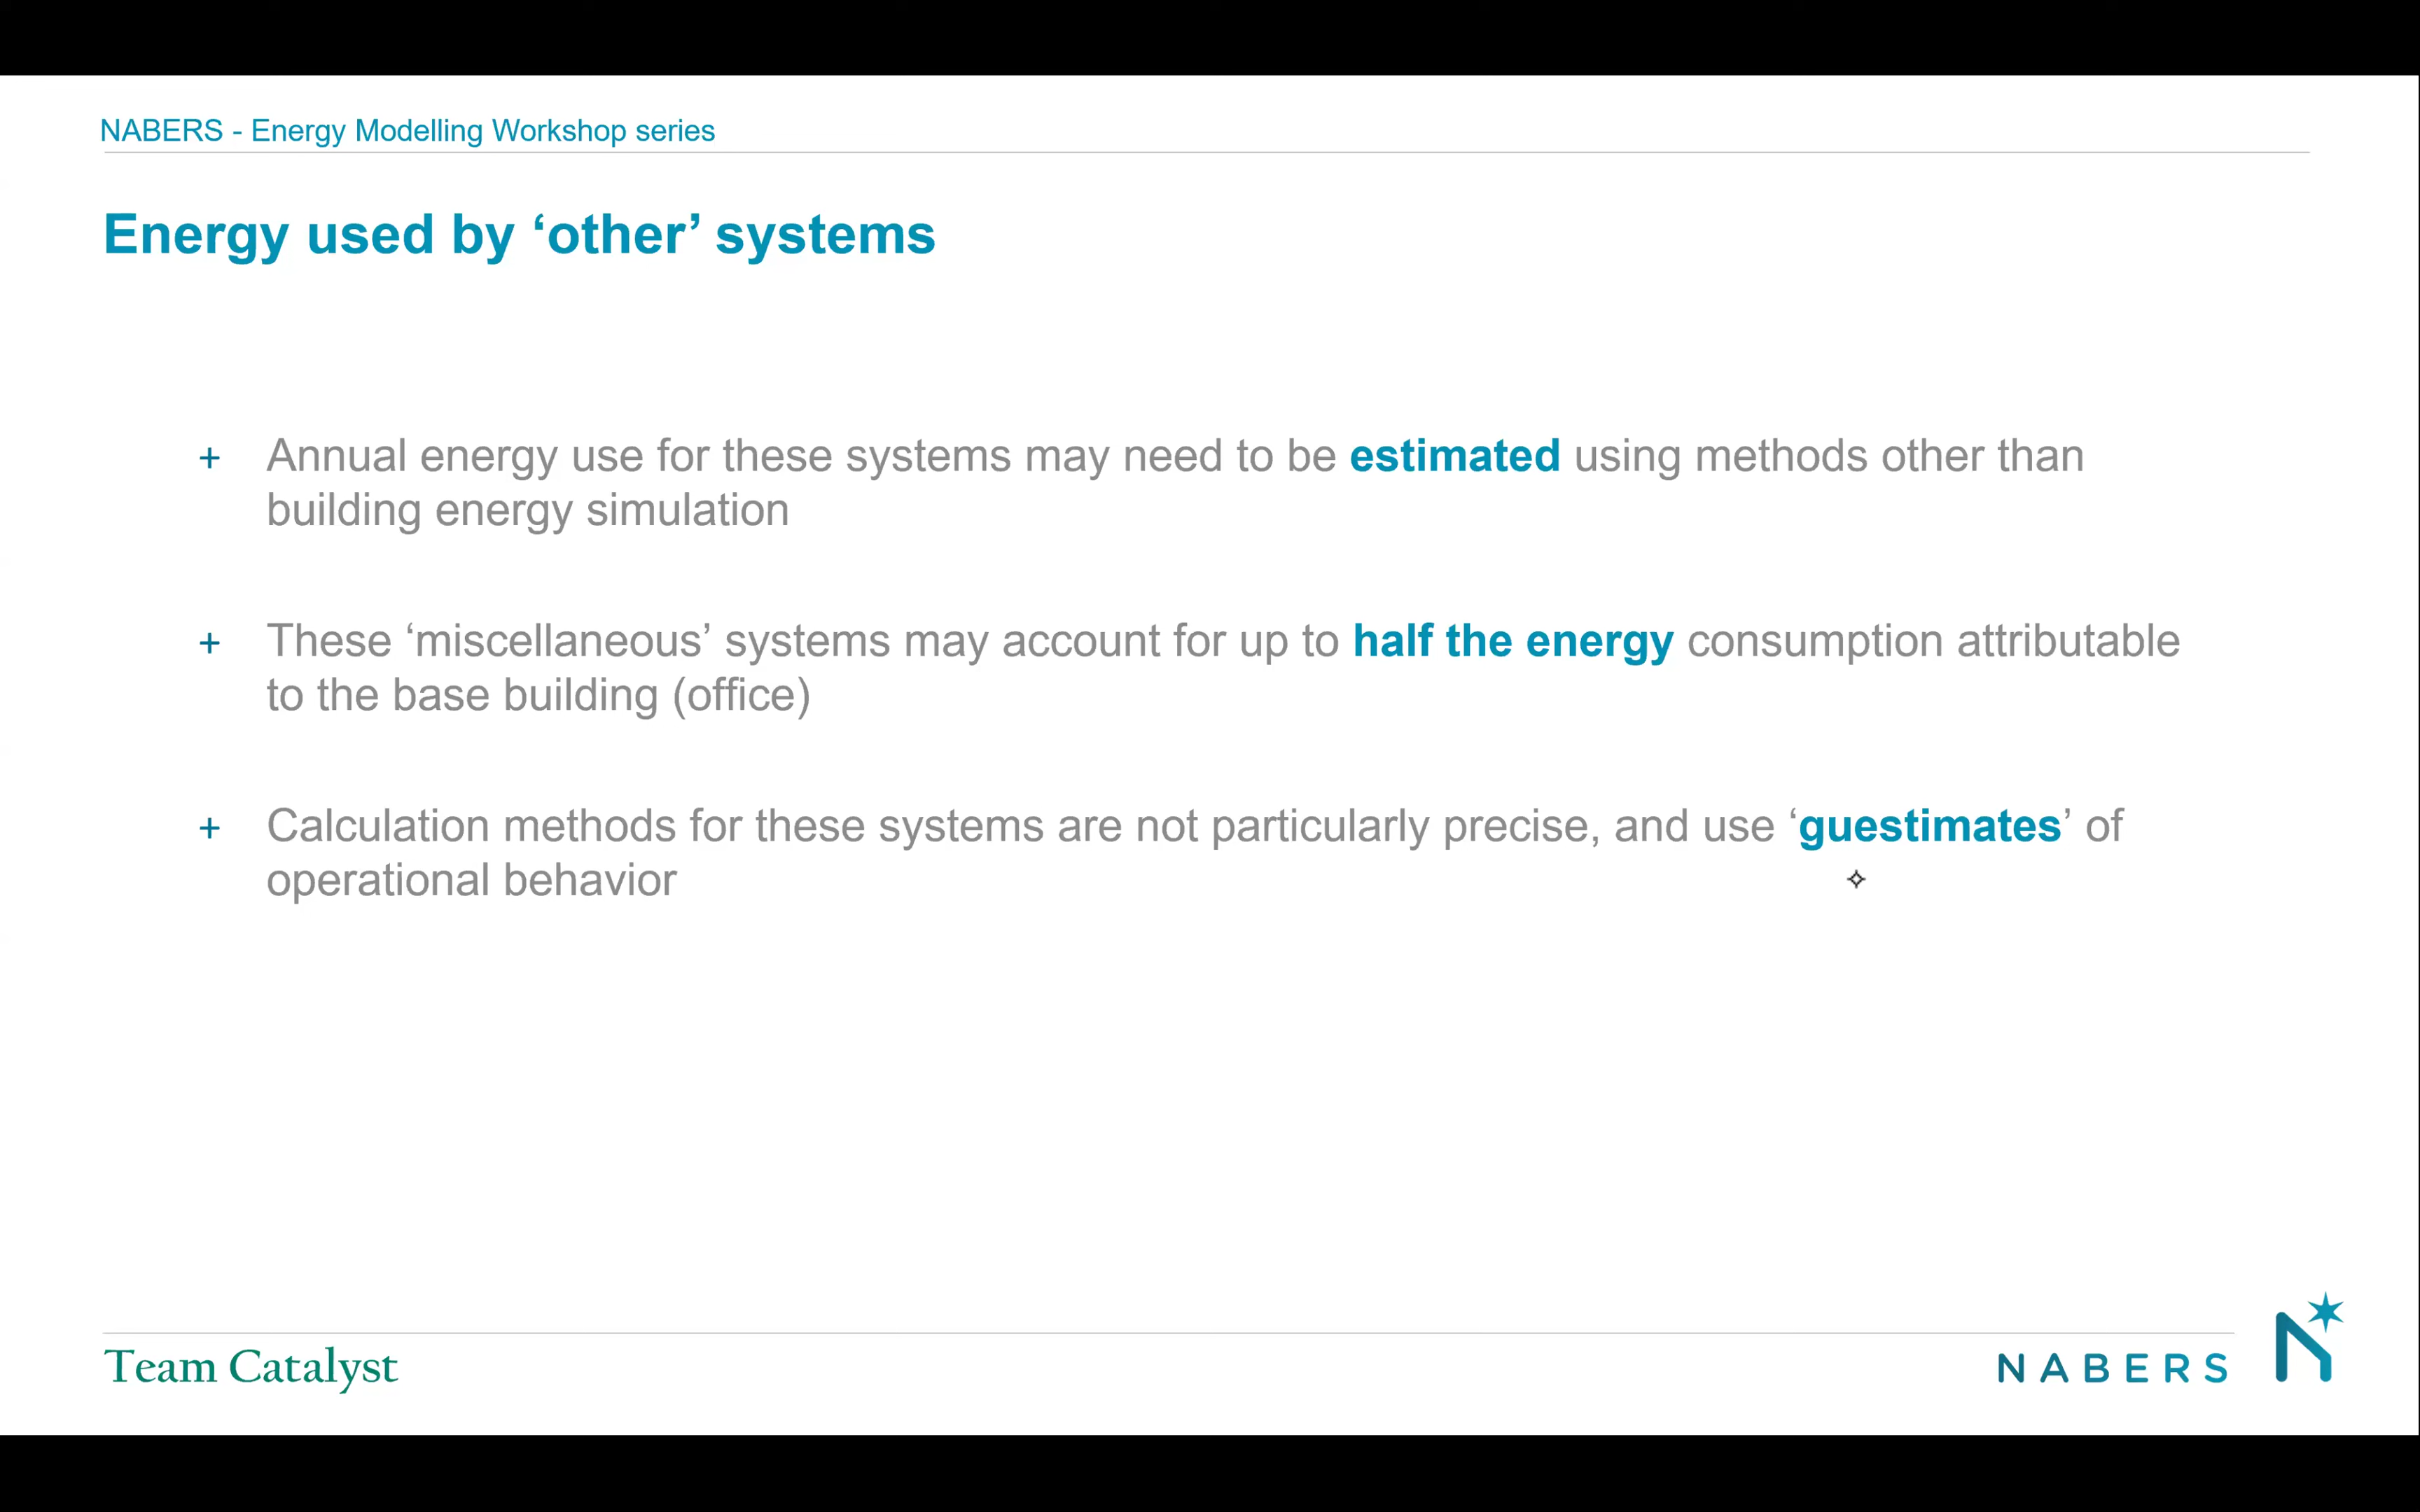 NABERS - Energy Modelling Workshop series
Energy used by ‘other’ systems
+ Annual energy use for these systems may need to be estimated using methods other than
building energy simulation
+ These ‘miscellaneous’ systems may account for up to half the energy consumption attributable
to the base building (office)
+ Calculation methods for these systems are not particularly precise, and use ‘guestimates’ of
operational behavior
Team Catalyst
NABERS